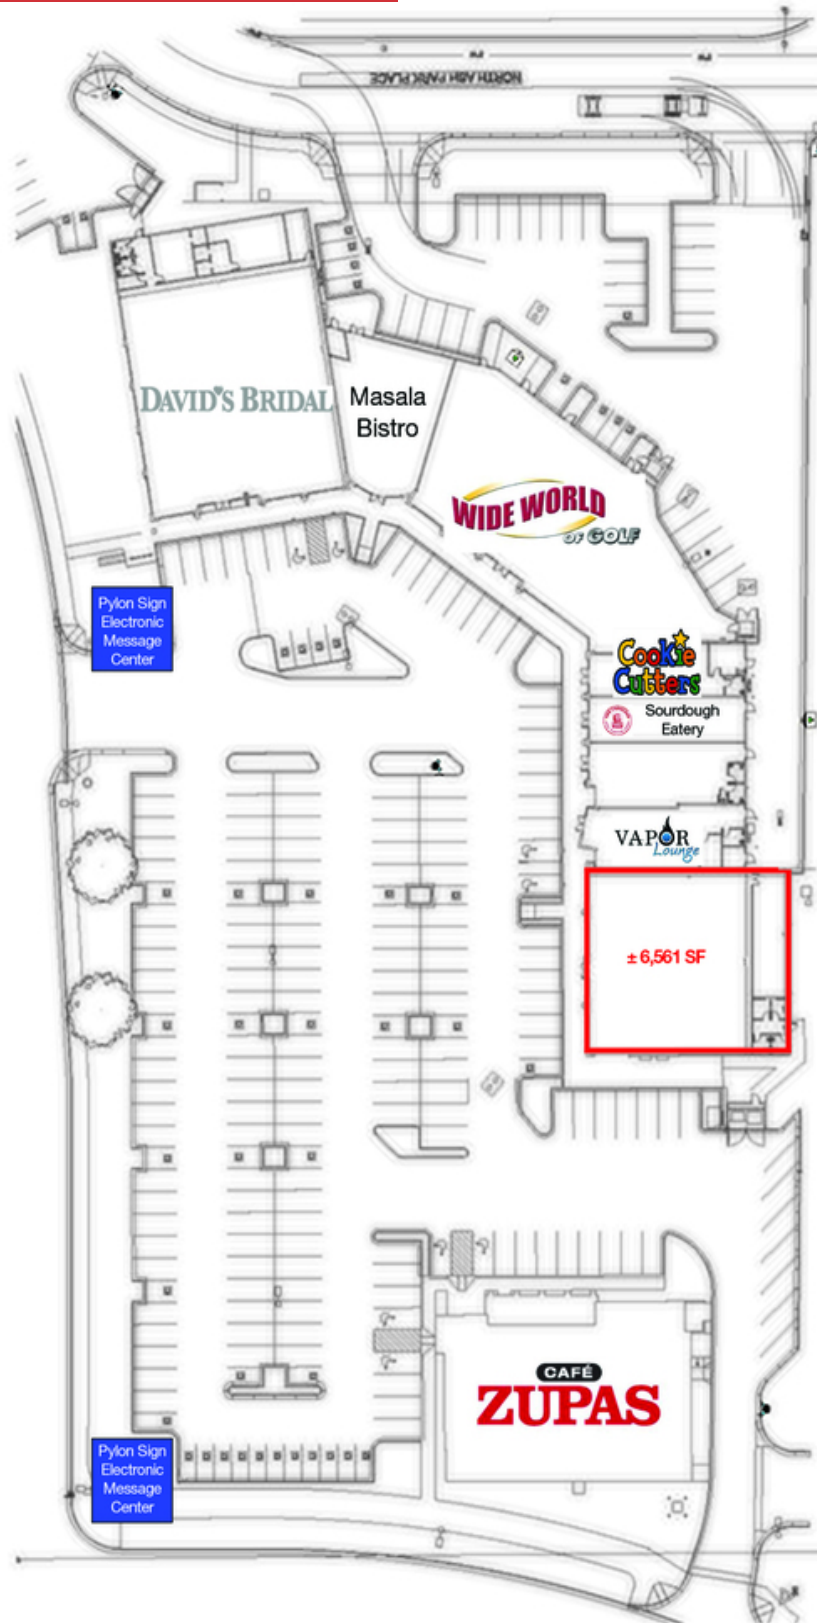 NORTH ASH PARK PLACE
DAVID'S BRIDAL
Masala
Bistro
WIDE WORLD
OF GOLF
Pylon Sign
Electronic
Message
Center
Cookie
Cutters
Sourdough
Eatery
VAPOR
Lounge
± 6,561 SF
CAFÉ
ZUPAS
Pylon Sign
Electronic
Message
Center